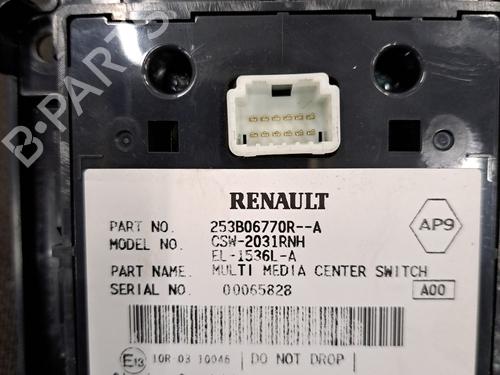 B-PARTS
RENAULT
PART NO. 253B06770R--A
MODEL NO. CSW-2031RNH
EL-1536L-A
PART NAME. MULTI MEDIA CENTER SWITCH
SERIAL NO. 00065828
AP9
A00
E13 10R-03 10046 DO NOT DROP